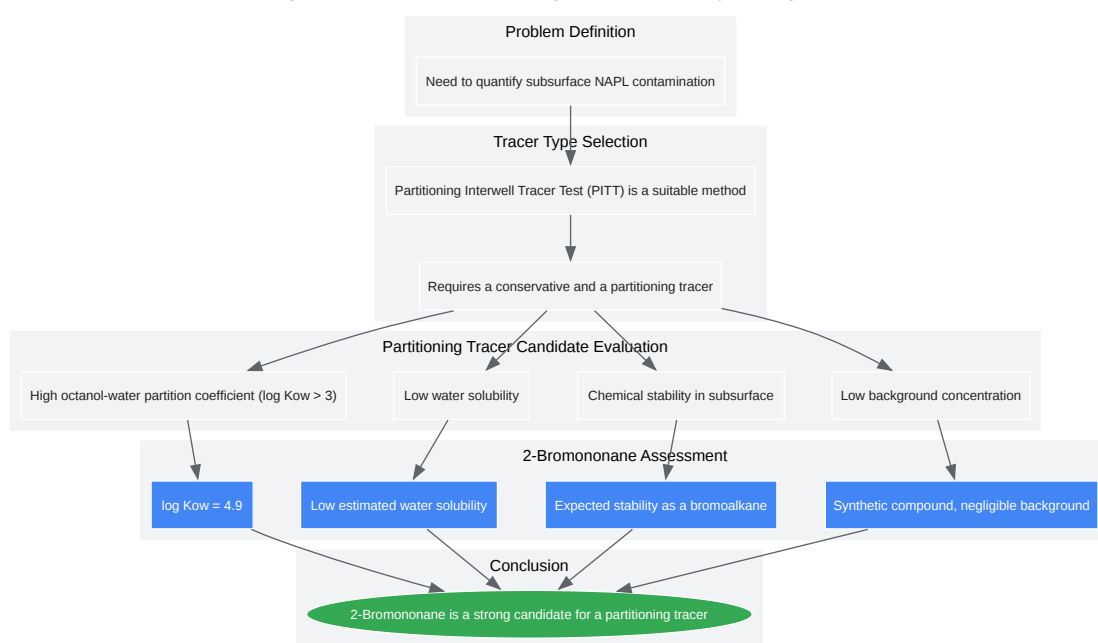 Problem Definition
Need to quantify subsurface NAPL contamination
Tracer Type Selection
Partitioning Interwell Tracer Test (PITT) is a suitable method
Requires a conservative and a partitioning tracer
Partitioning Tracer Candidate Evaluation
High octanol-water partition coefficient (log Kow > 3)
Low water solubility
Chemical stability in subsurface
Low background concentration
2-Bromononane Assessment
log Kow = 4.9
Low estimated water solubility
Expected stability as a bromoalkane
Synthetic compound, negligible background
Conclusion
2-Bromononane is a strong candidate for a partitioning tracer